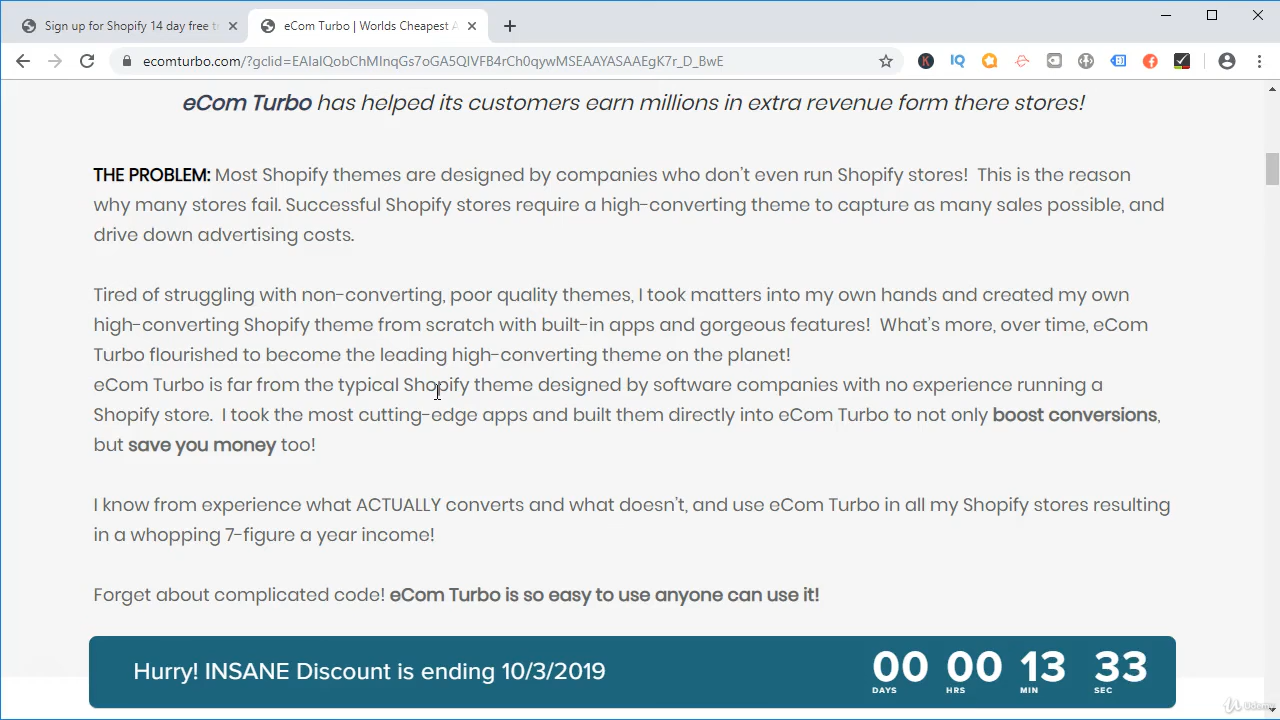 Sign up for Shopify 14 day free t
eCom Turbo | Worlds Cheapest A
eCom Turbo has helped its customers earn millions in extra revenue form there stores!
THE PROBLEM: Most Shopify themes are designed by companies who don't even run Shopify stores! This is the reason
why many stores fail. Successful Shopify stores require a high-converting theme to capture as many sales possible, and
drive down advertising costs.
Tired of struggling with non-converting, poor quality themes, I took matters into my own hands and created my own
high-converting Shopify theme from scratch with built-in apps and gorgeous features! What's more, over time, eCom
Turbo flourished to become the leading high-converting theme on the planet!
eCom Turbo is far from the typical Shopify theme designed by software companies with no experience running a
Shopify store. I took the most cutting-edge apps and built them directly into eCom Turbo to not only boost conversions,
but save you money too!
I know from experience what ACTUALLY converts and what doesn't, and use eCom Turbo in all my Shopify stores resulting
in a whopping 7-figure a year income!
Forget about complicated code! eCom Turbo is so easy to use anyone can use it!
Hurry! INSANE Discount is ending 10/3/2019
00 00 13 33
DAYS HRS MIN SEC
Udemy